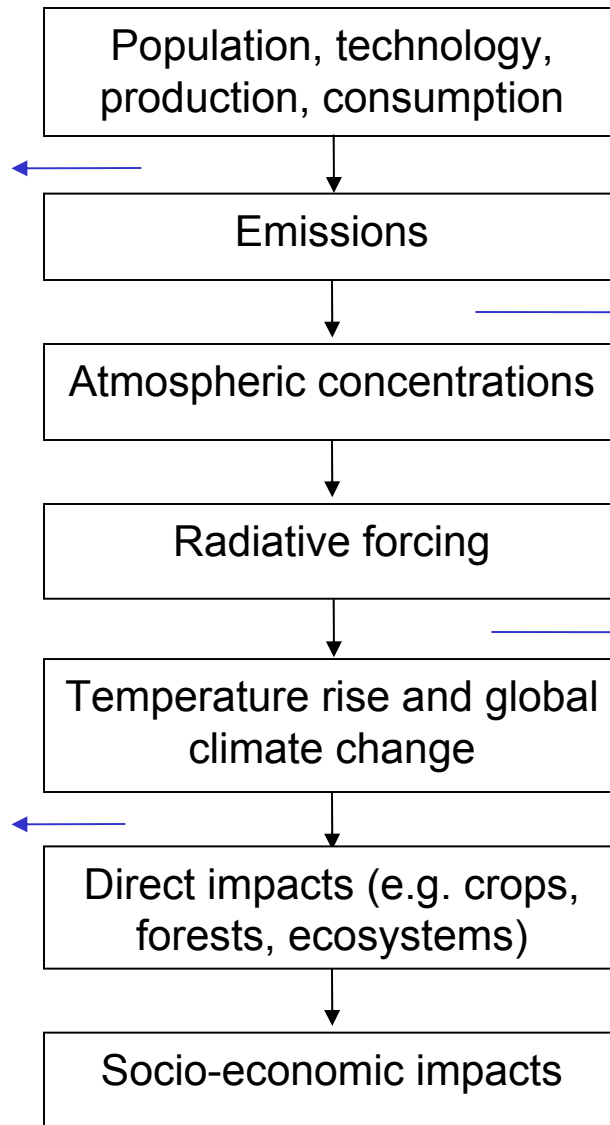 Population, technology,
production, consumption
Emissions
Atmospheric concentrations
Radiative forcing
Temperature rise and global
climate change
Direct impacts (e.g. crops,
forests, ecosystems)
Socio-economic impacts